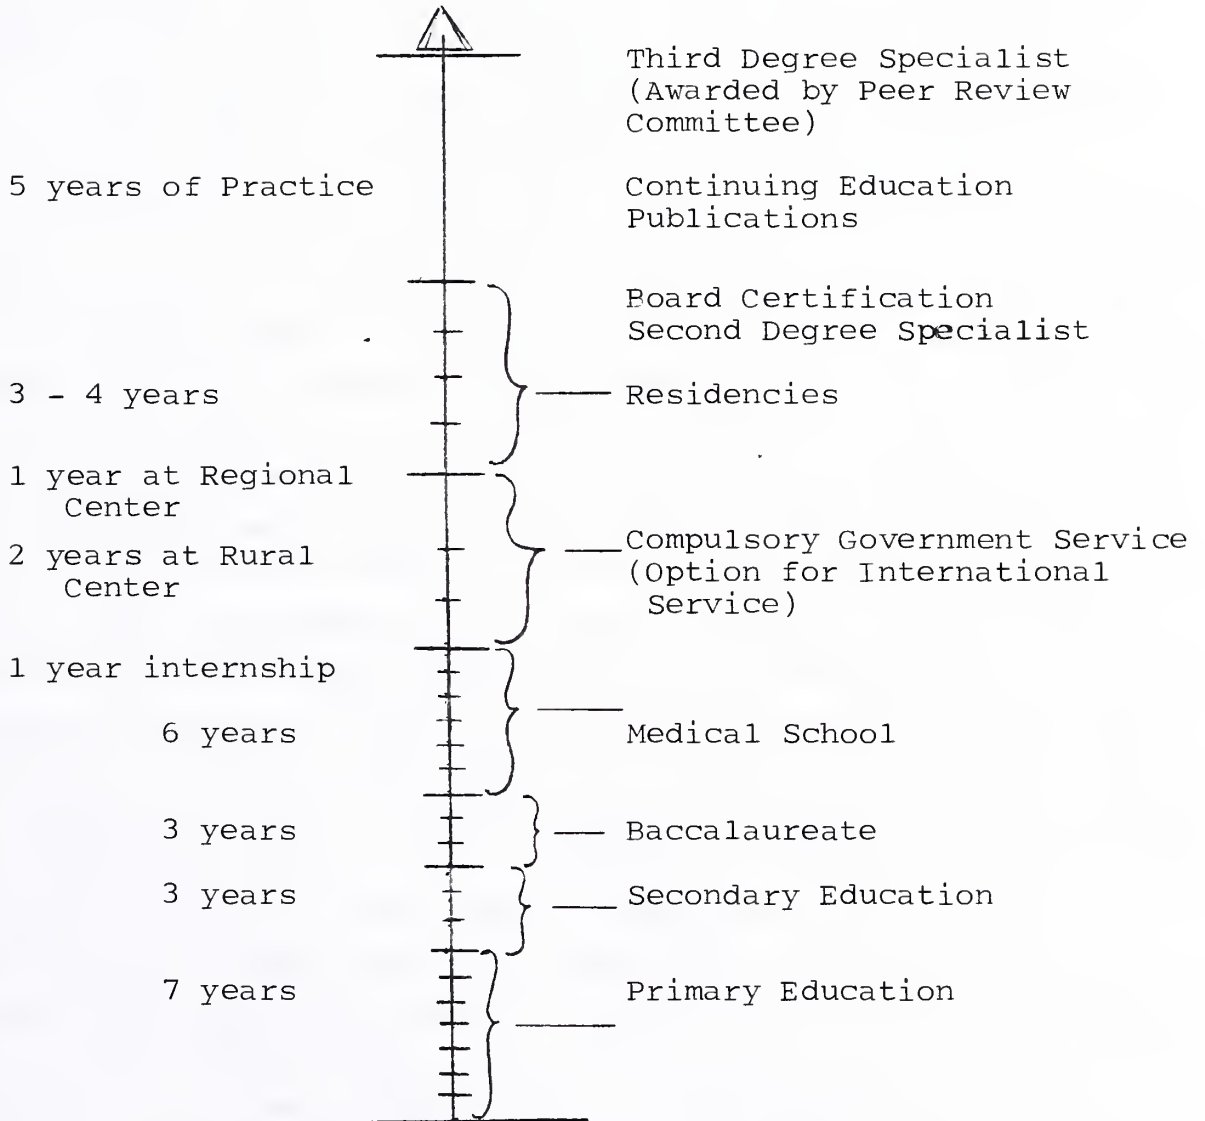 Third Degree Specialist
(Awarded by Peer Review
Committee)
5 years of Practice
Continuing Education
Publications
Board Certification
Second Degree Specialist
3 - 4 years
Residencies
1 year at Regional
Center
2 years at Rural
Center
Compulsory Government Service
(Option for International
Service)
1 year internship
6 years
Medical School
3 years
Baccalaureate
3 years
Secondary Education
7 years
Primary Education